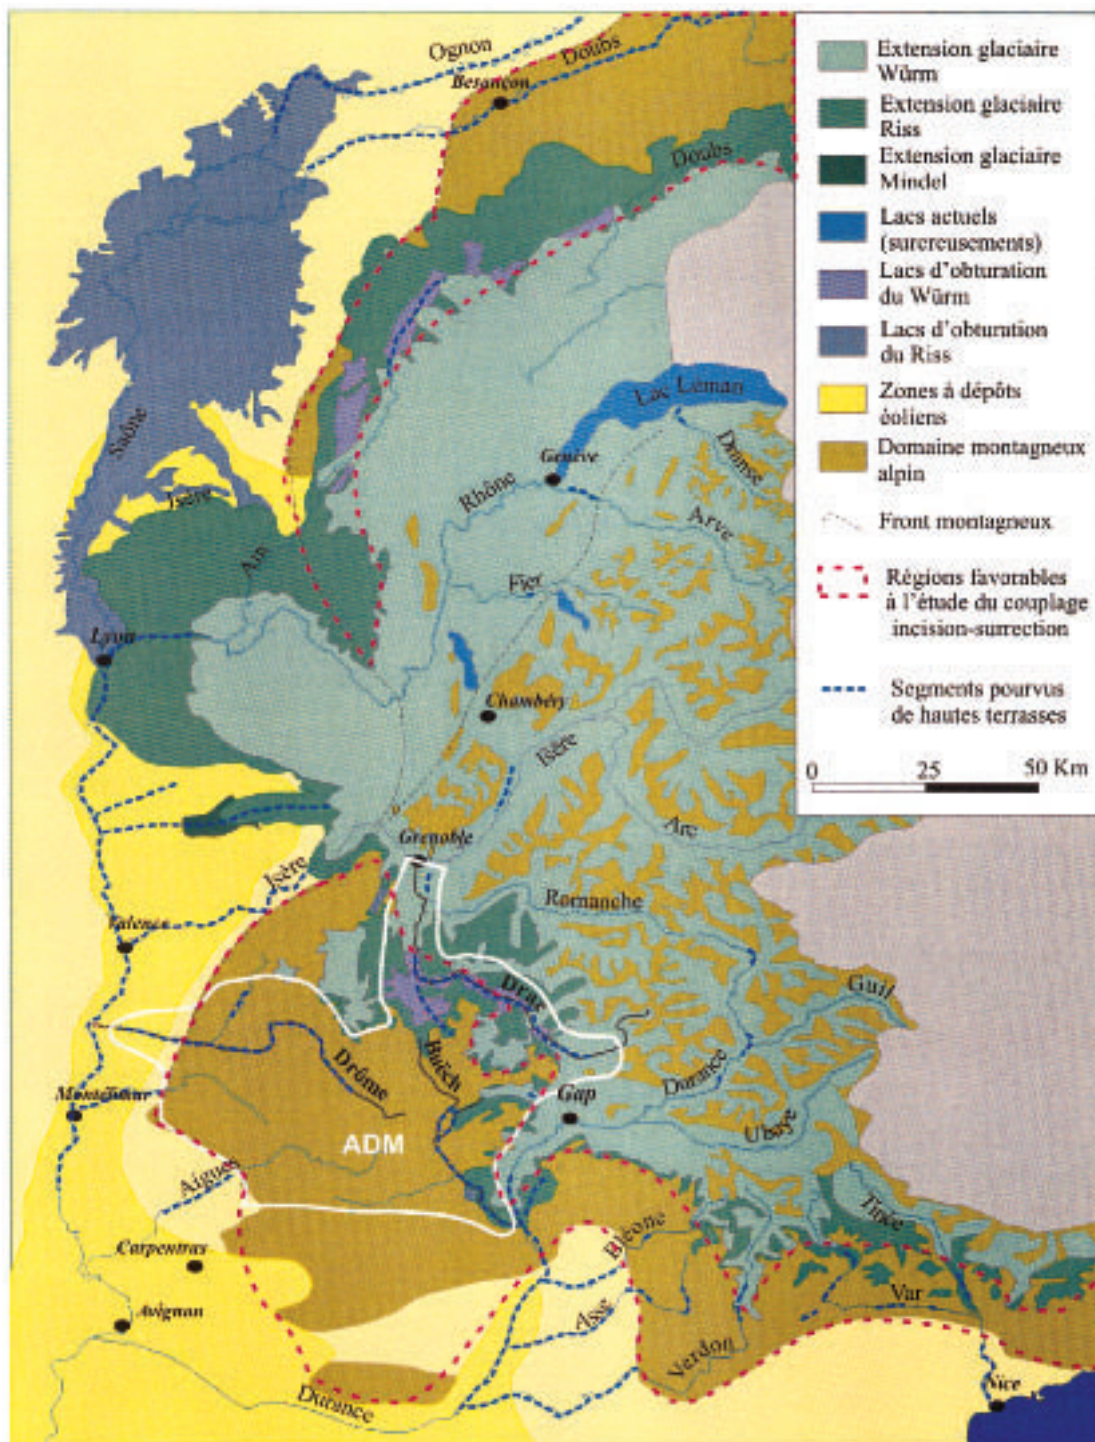 Ognon
Doubs
Besançon
Doubs
Extension glaciaire
Würm
Extension glaciaire
Riss
Extension glaciaire
Mindel
Lacs actuels
(surcreusements)
Lacs d'obturation
du Würm
Lacs d'obturation
du Riss
Zones à dépôts
éoliens
Domaine montagneux
alpin
Front montagneux
Régions favorables
à l'étude du couplage
incision-surrection
Segments pourvus
de hautes terrasses
0 25 50 Km
Lac Léman
Saône
Isère
Genève
Dranse
Rhône
Arve
Ain
Fier
Lyon
Chambéry
Isère
Arc
Grenoble
Isère
Romanche
Valence
Drac
Guil
Buëch
Drôme
Durance
Montélimar
Gap
Ubaye
ADM
Aigues
Tinée
Bléone
Carpentras
Var
Avignon
Asse
Verdon
Durance
Nice